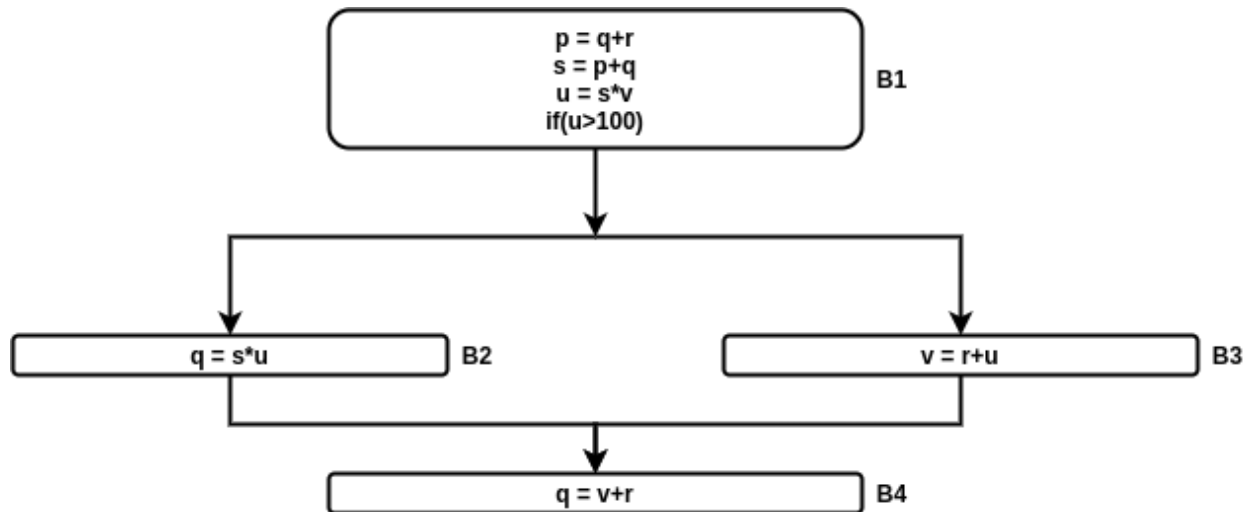 p = q+r
s = p+q
u = s*v
if(u>100)
B1
q = s*u
B2
v = r+u
B3
q = v+r
B4